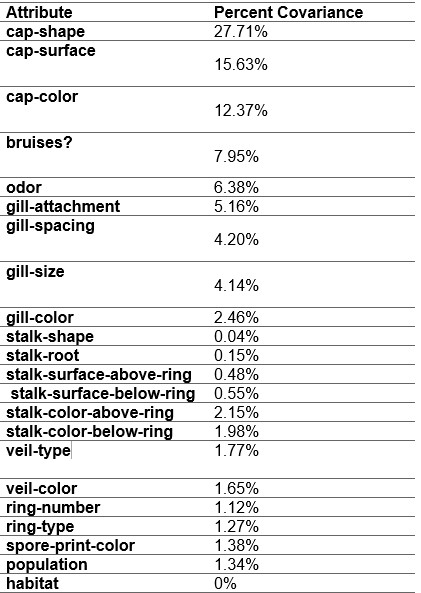 Attribute Percent Covariance
cap-shape 27.71%
cap-surface 15.63%
cap-color 12.37%
bruises? 7.95%
odor 6.38%
gill-attachment 5.16%
gill-spacing 4.20%
gill-size 4.14%
gill-color 2.46%
stalk-shape 0.04%
stalk-root 0.15%
stalk-surface-above-ring 0.48%
stalk-surface-below-ring 0.55%
stalk-color-above-ring 2.15%
stalk-color-below-ring 1.98%
veil-type 1.77%
veil-color 1.65%
ring-number 1.12%
ring-type 1.27%
spore-print-color 1.38%
population 1.34%
habitat 0%